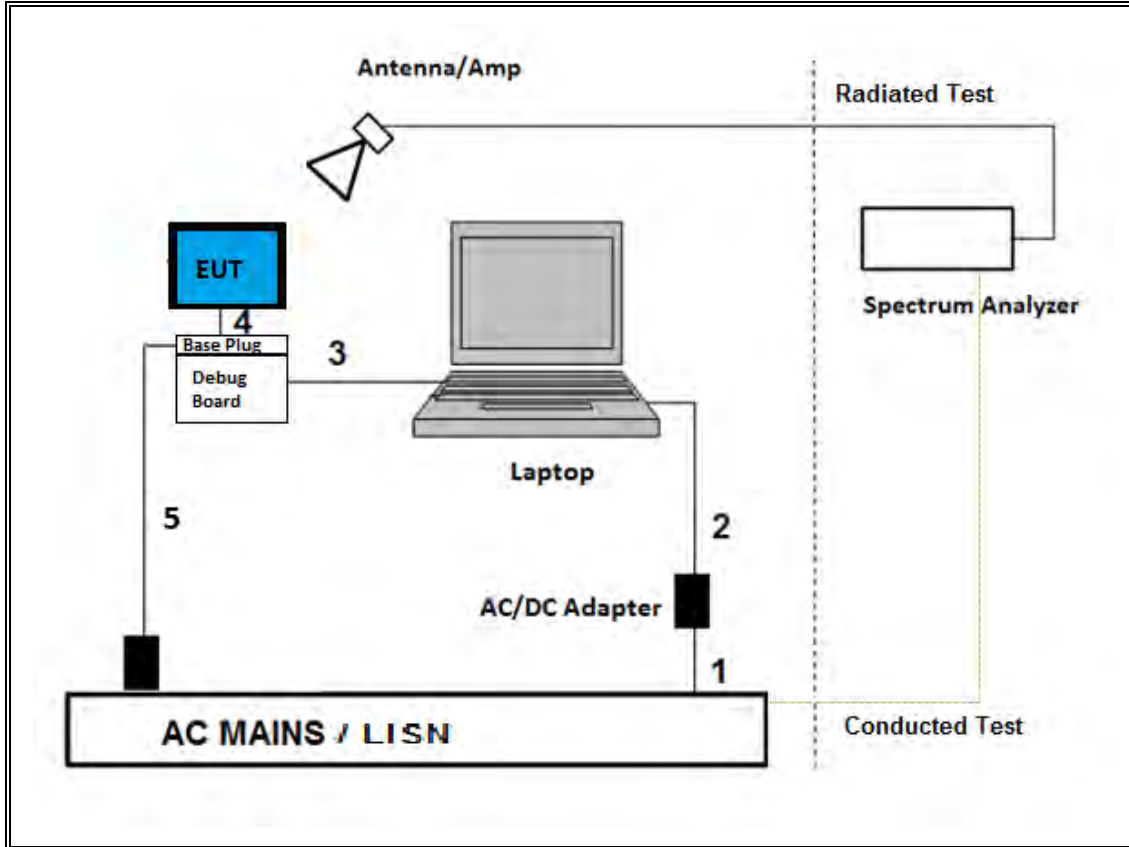 Antenna/Amp
Radiated Test
EUT
Spectrum Analyzer
4
Base Plug
3
Debug
Board
Laptop
5
2
AC/DC Adapter
1
AC MAINS / LISN
Conducted Test